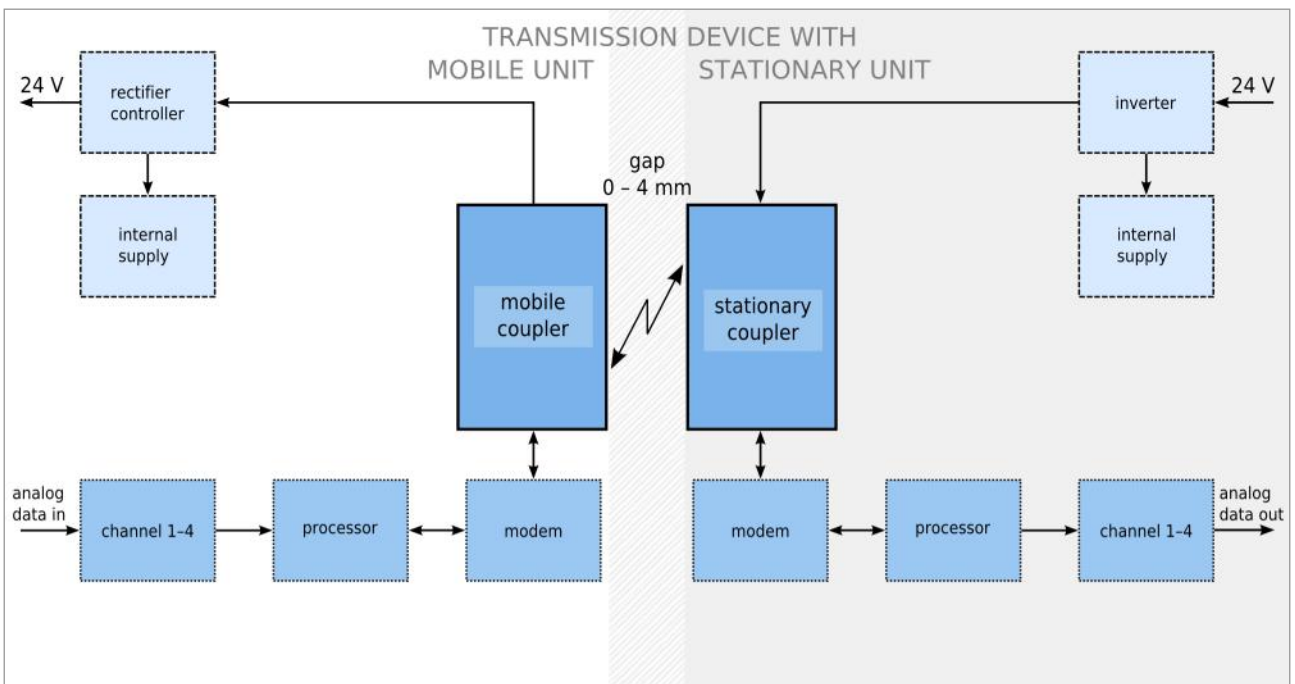 TRANSMISSION DEVICE WITH
MOBILE UNIT
STATIONARY UNIT
24 V
rectifier
controller
inverter
24 V
gap
0 – 4 mm
internal
supply
internal
supply
mobile
coupler
stationary
coupler
analog
data in
channel 1–4
processor
modem
modem
processor
channel 1–4
analog
data out